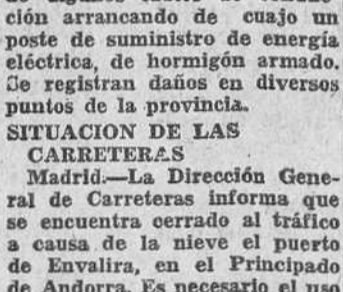 ción arrancando de cuajo un
poste de suministro de energía
eléctrica, de hormigón armado.
Se registran daños en diversos
puntos de la provincia.
SITUACION DE LAS
CARRETERAS
Madrid.—La Dirección Gene-
ral de Carreteras informa que
se encuentra cerrado al tráfico
a causa de la nieve el puerto
de Envalira, en el Principado
de Andorra. Es necesario el uso